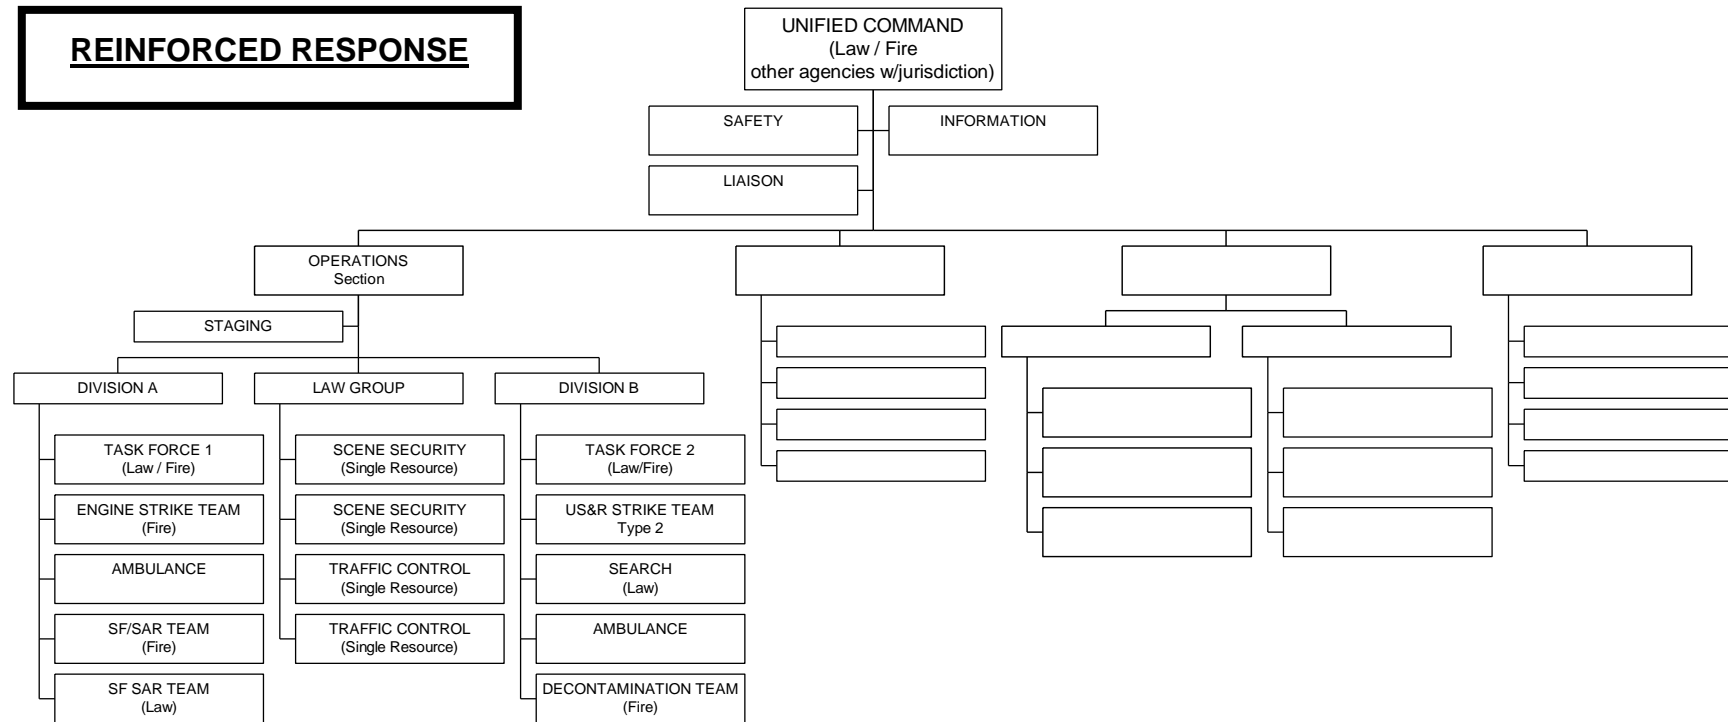 REINFORCED RESPONSE
UNIFIED COMMAND
(Law / Fire
other agencies w/jurisdiction)
SAFETY
INFORMATION
LIAISON
OPERATIONS
Section
STAGING
DIVISION A
LAW GROUP
DIVISION B
TASK FORCE 1
(Law / Fire)
SCENE SECURITY
(Single Resource)
TASK FORCE 2
(Law/Fire)
ENGINE STRIKE TEAM
(Fire)
SCENE SECURITY
(Single Resource)
US&R STRIKE TEAM
Type 2
AMBULANCE
TRAFFIC CONTROL
(Single Resource)
SEARCH
(Law)
SF/SAR TEAM
(Fire)
TRAFFIC CONTROL
(Single Resource)
AMBULANCE
SF SAR TEAM
(Law)
DECONTAMINATION TEAM
(Fire)